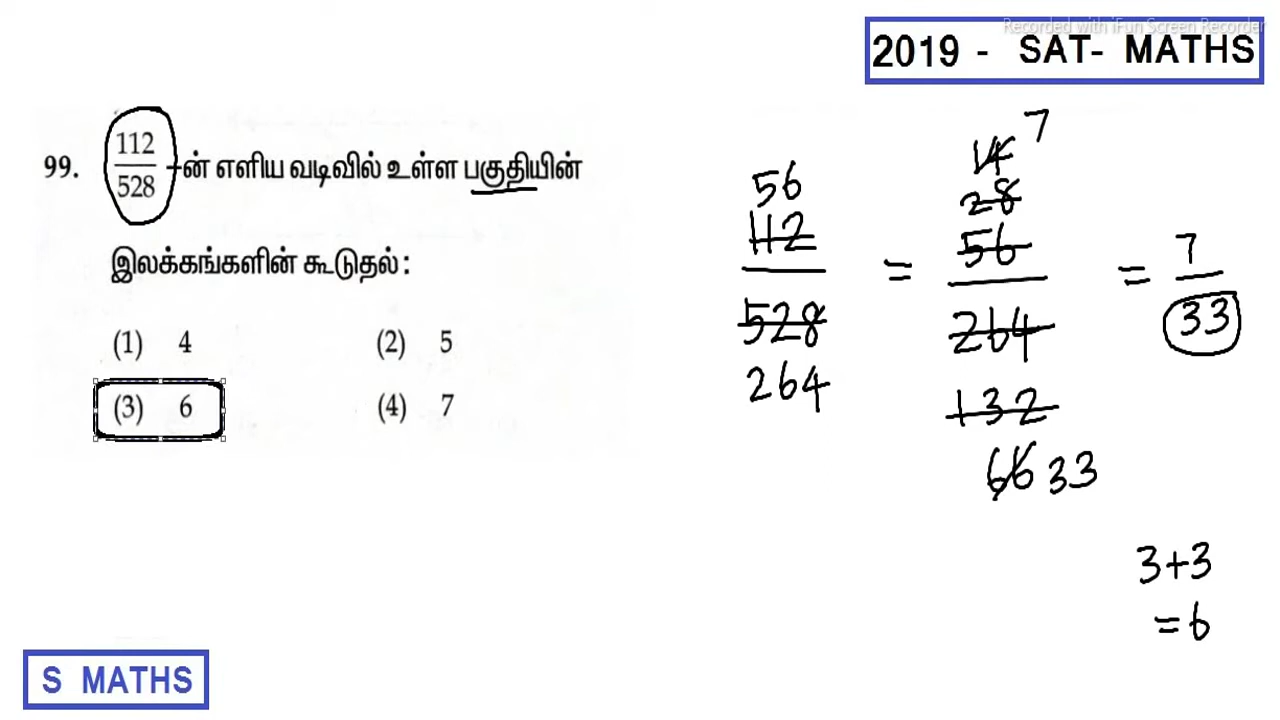 Recorded with iFun Screen Recorder
2019 - SAT- MATHS
99. 112/528 -ன் எளிய வடிவில் உள்ள பகுதியின்
இலக்கங்களின் கூடுதல் :
(1) 4 (2) 5
(3) 6 (4) 7
56
112
528
264
=
7
14
28
56
264
132
66 33
=
7
33
3+3
=6
S MATHS